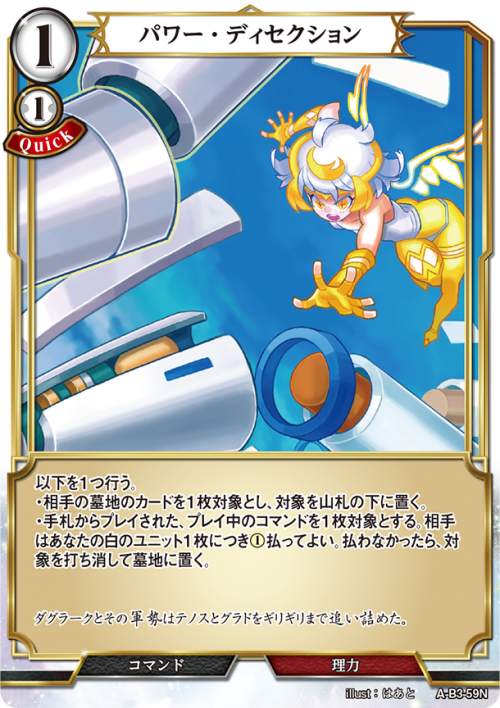 1
パワー・ディセクション
1
Quick
以下を1つ行う。
・相手の墓地のカードを1枚対象とし、対象を山札の下に置く。
・手札からプレイされた、プレイ中のコマンドを1枚対象とする。相手
はあなたの白のユニット1枚につき①払ってよい。払わなかったら、対
象を打ち消して墓地に置く。
ダグラークとその軍勢はテノスとグラドをギリギリまで追い詰めた。
コマンド 理力
illust：はあと A-B3-59N